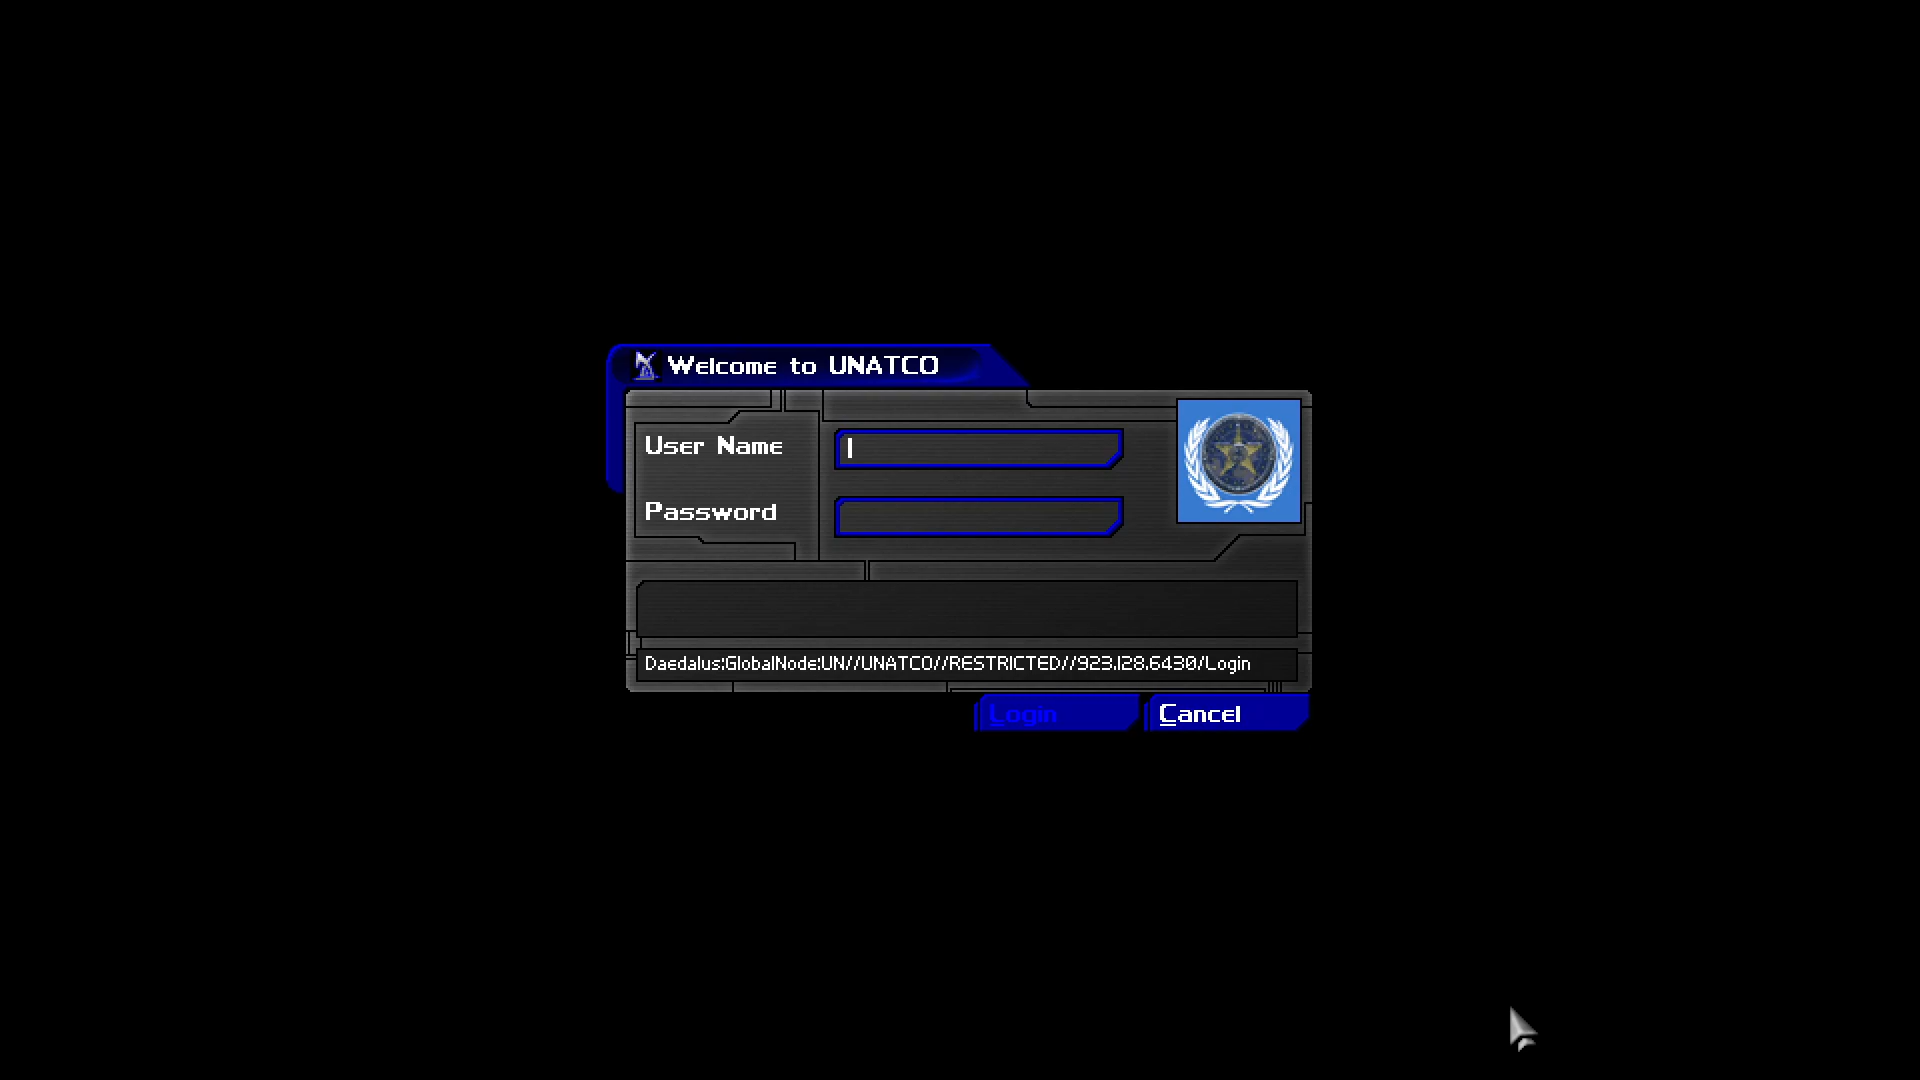 Welcome to UNATCO
User Name
Password
Daedalus:GlobalNode:UN//UNATCO//RESTRICTED//923.128.6430/Login
Login
Cancel